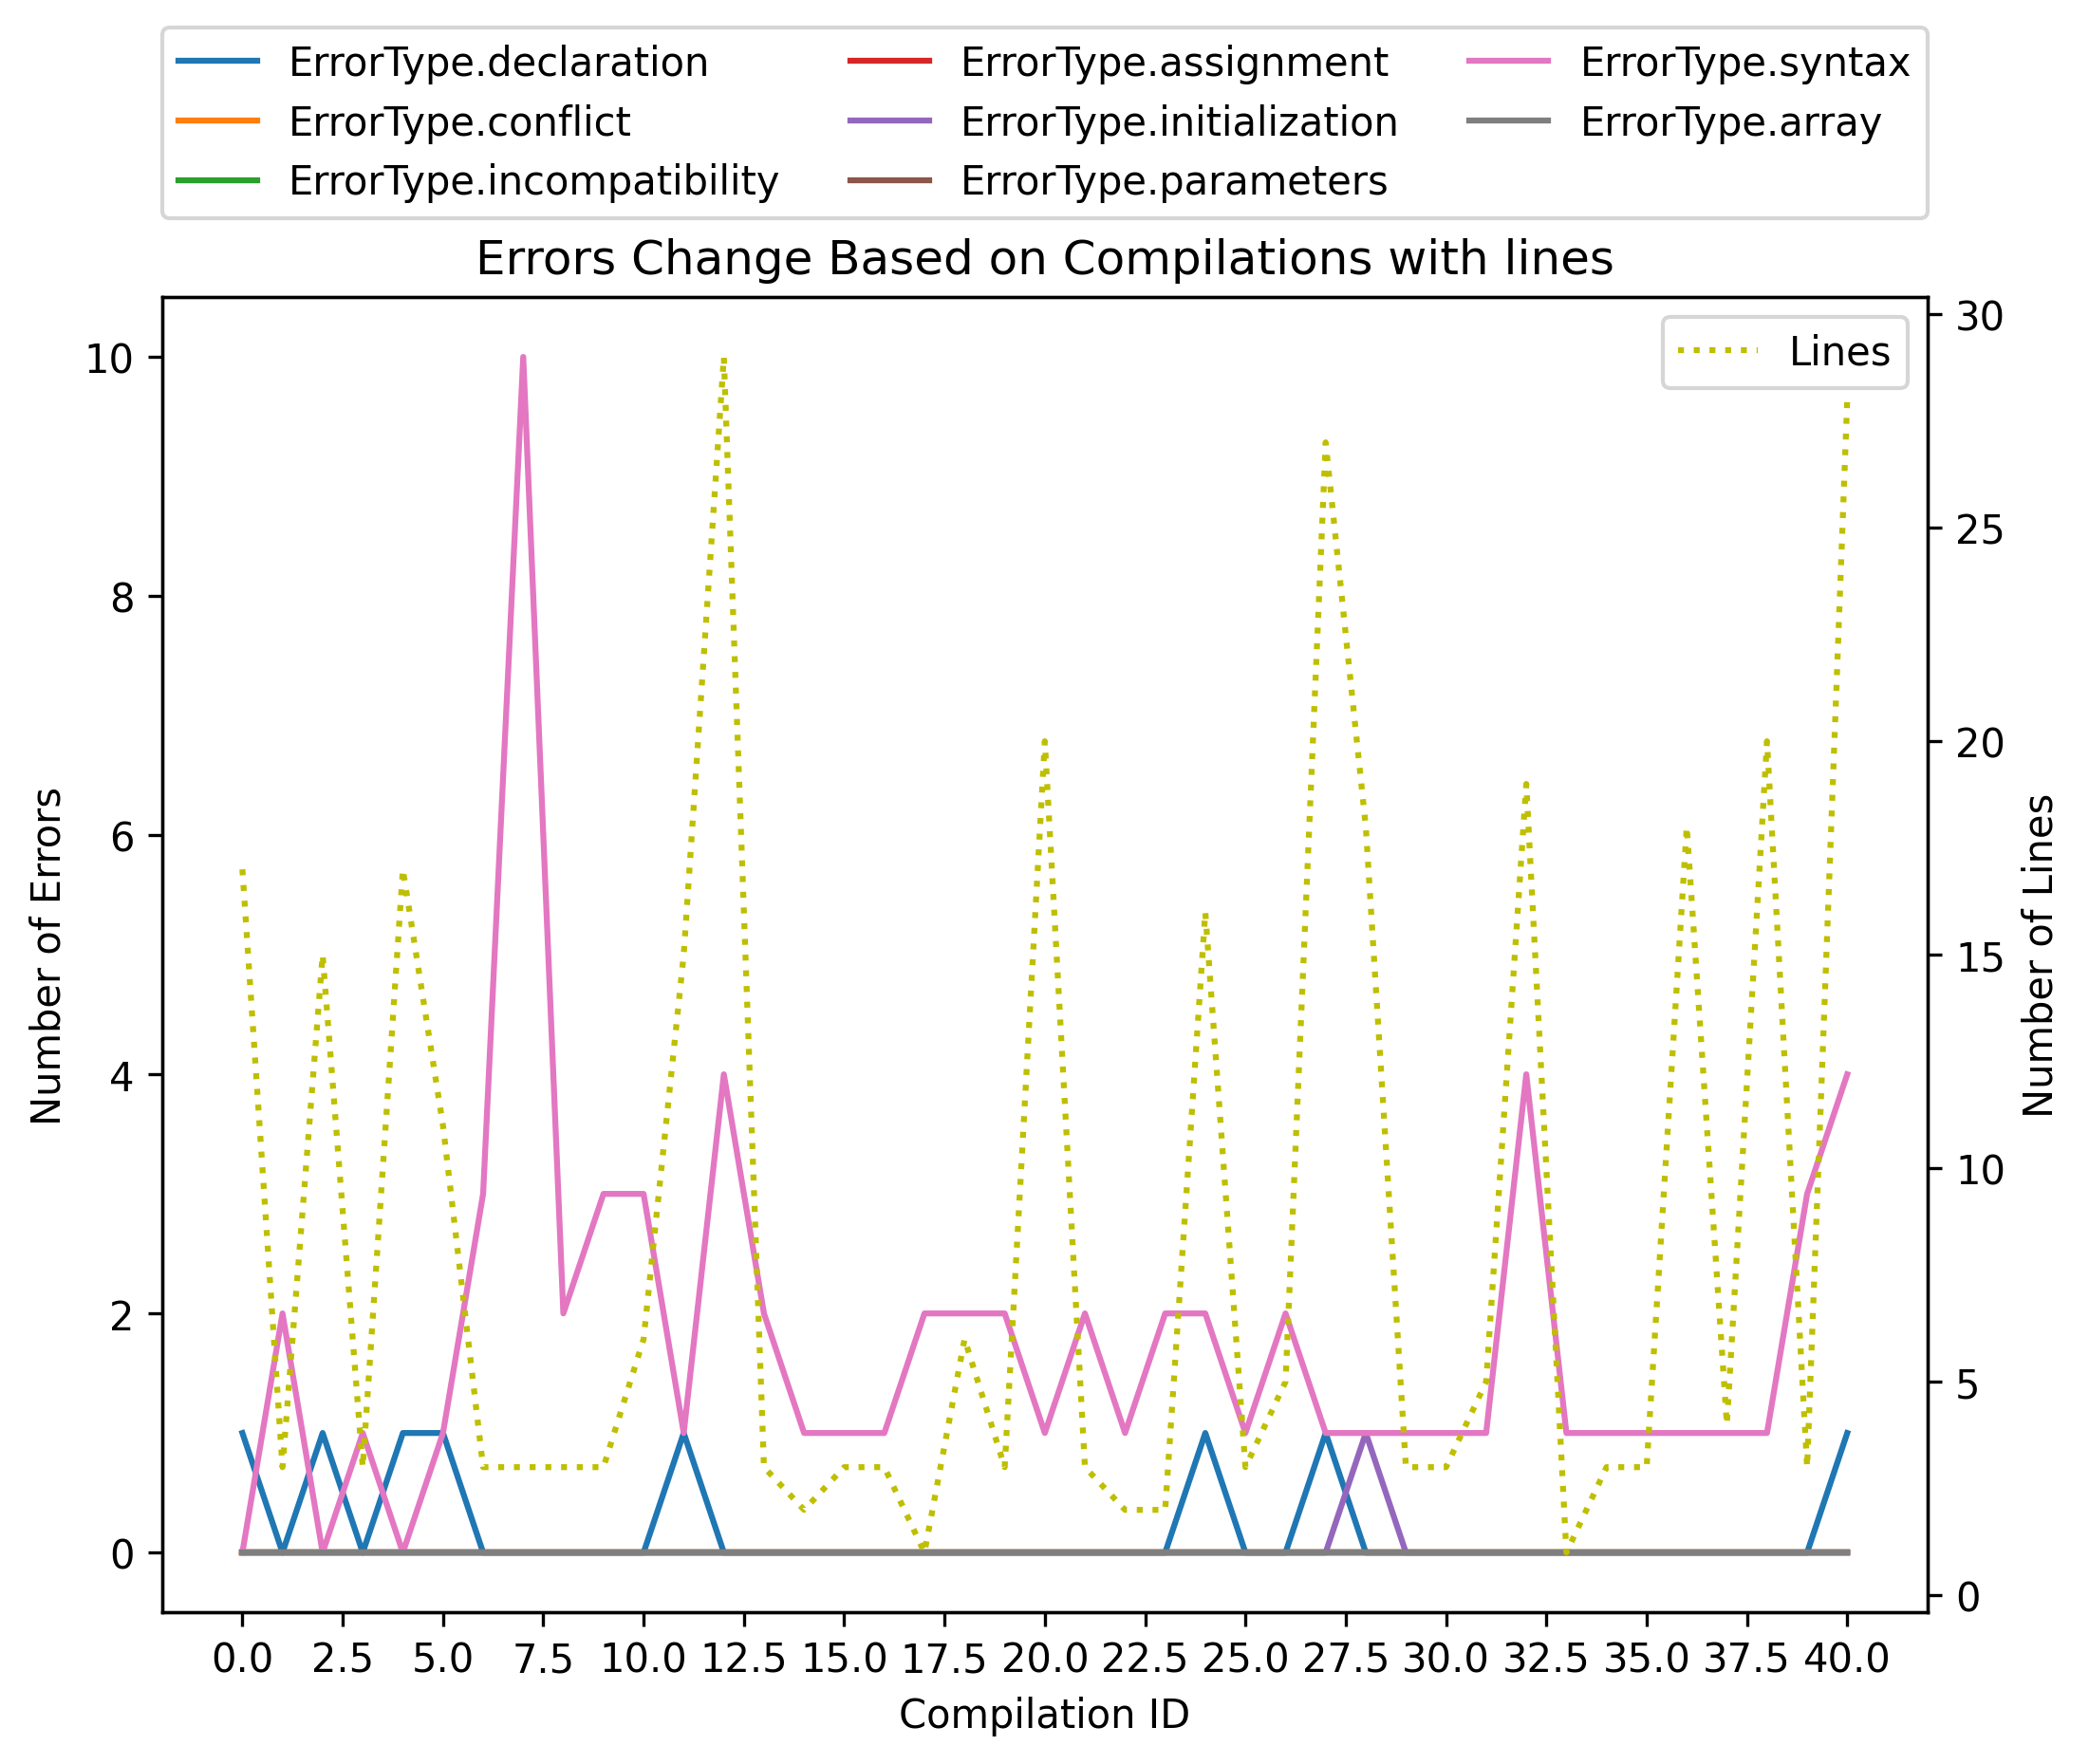 ErrorType.declaration
ErrorType.conflict
ErrorType.incompatibility
ErrorType.assignment
ErrorType.initialization
ErrorType.parameters
ErrorType.syntax
ErrorType.array
Errors Change Based on Compilations with lines
Lines
10
8
6
4
2
0
Number of Errors
30
25
20
15
10
5
0
Number of Lines
0.0 2.5 5.0 7.5 10.0 12.5 15.0 17.5 20.0 22.5 25.0 27.5 30.0 32.5 35.0 37.5 40.0
Compilation ID